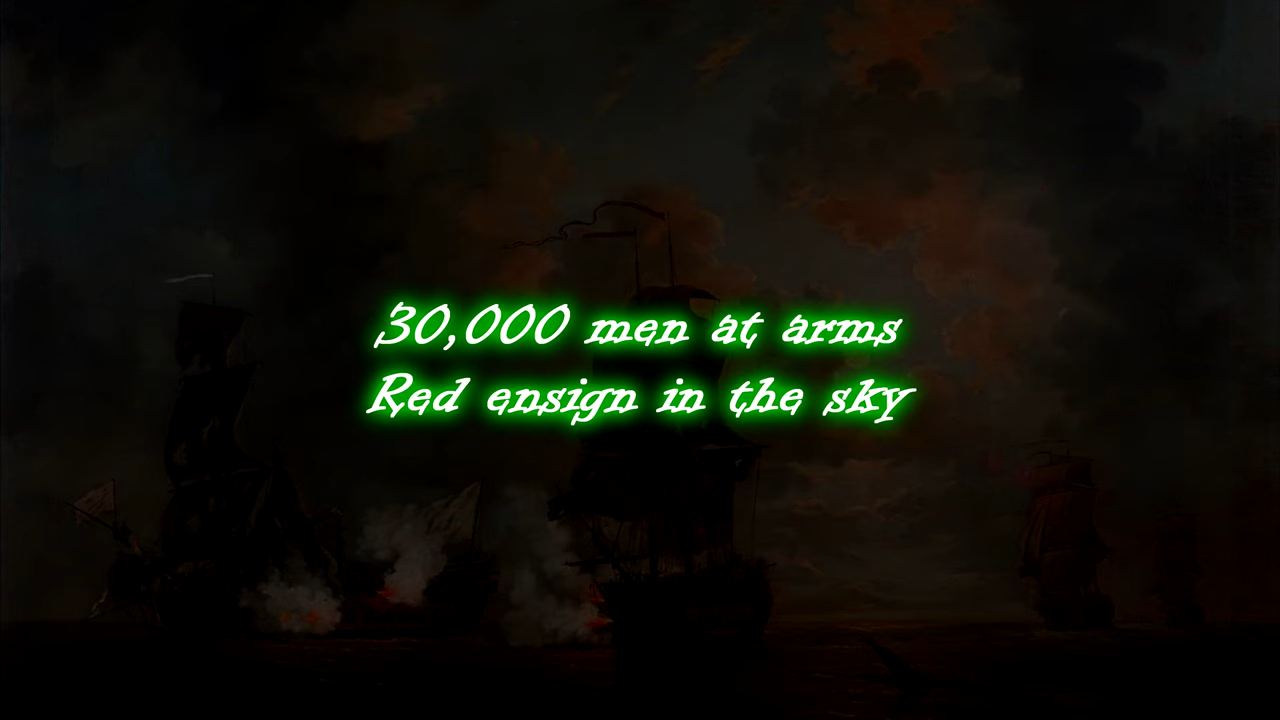 30,000 men at arms
Red ensign in the sky